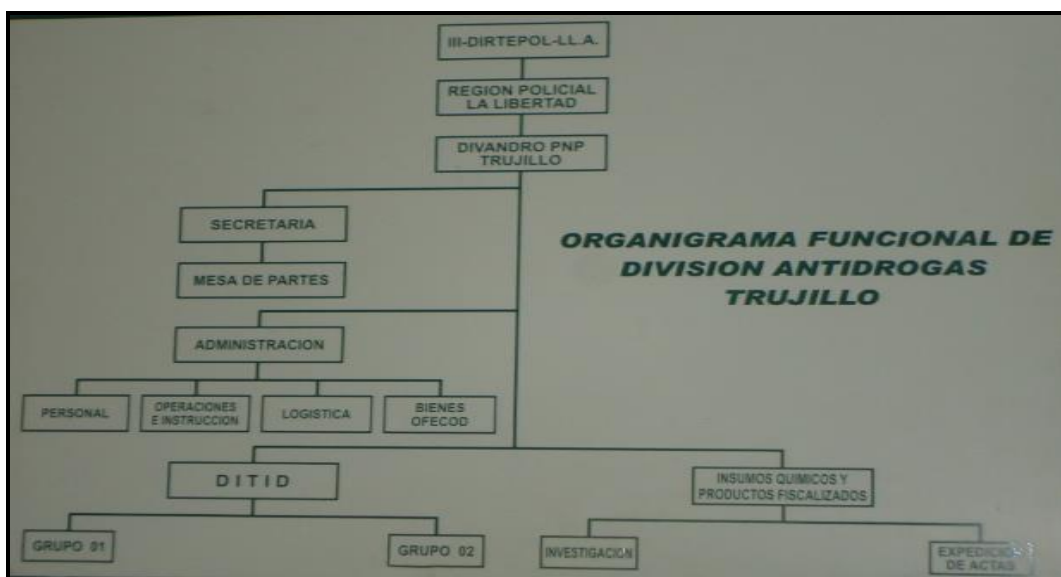 III-DIRTEPOL-LL.A.
REGION POLICIAL
LA LIBERTAD
DIVANDRO PNP
TRUJILLO
SECRETARIA
MESA DE PARTES
ORGANIGRAMA FUNCIONAL DE
DIVISION ANTIDROGAS
TRUJILLO
ADMINISTRACION
PERSONAL
OPERACIONES
E INSTRUCCION
LOGISTICA
BIENES
OFECOD
DITID
INSUMOS QUIMICOS Y
PRODUCTOS FISCALIZADOS
GRUPO 01
GRUPO 02
INVESTIGACION
EXPEDICION
DE ACTAS